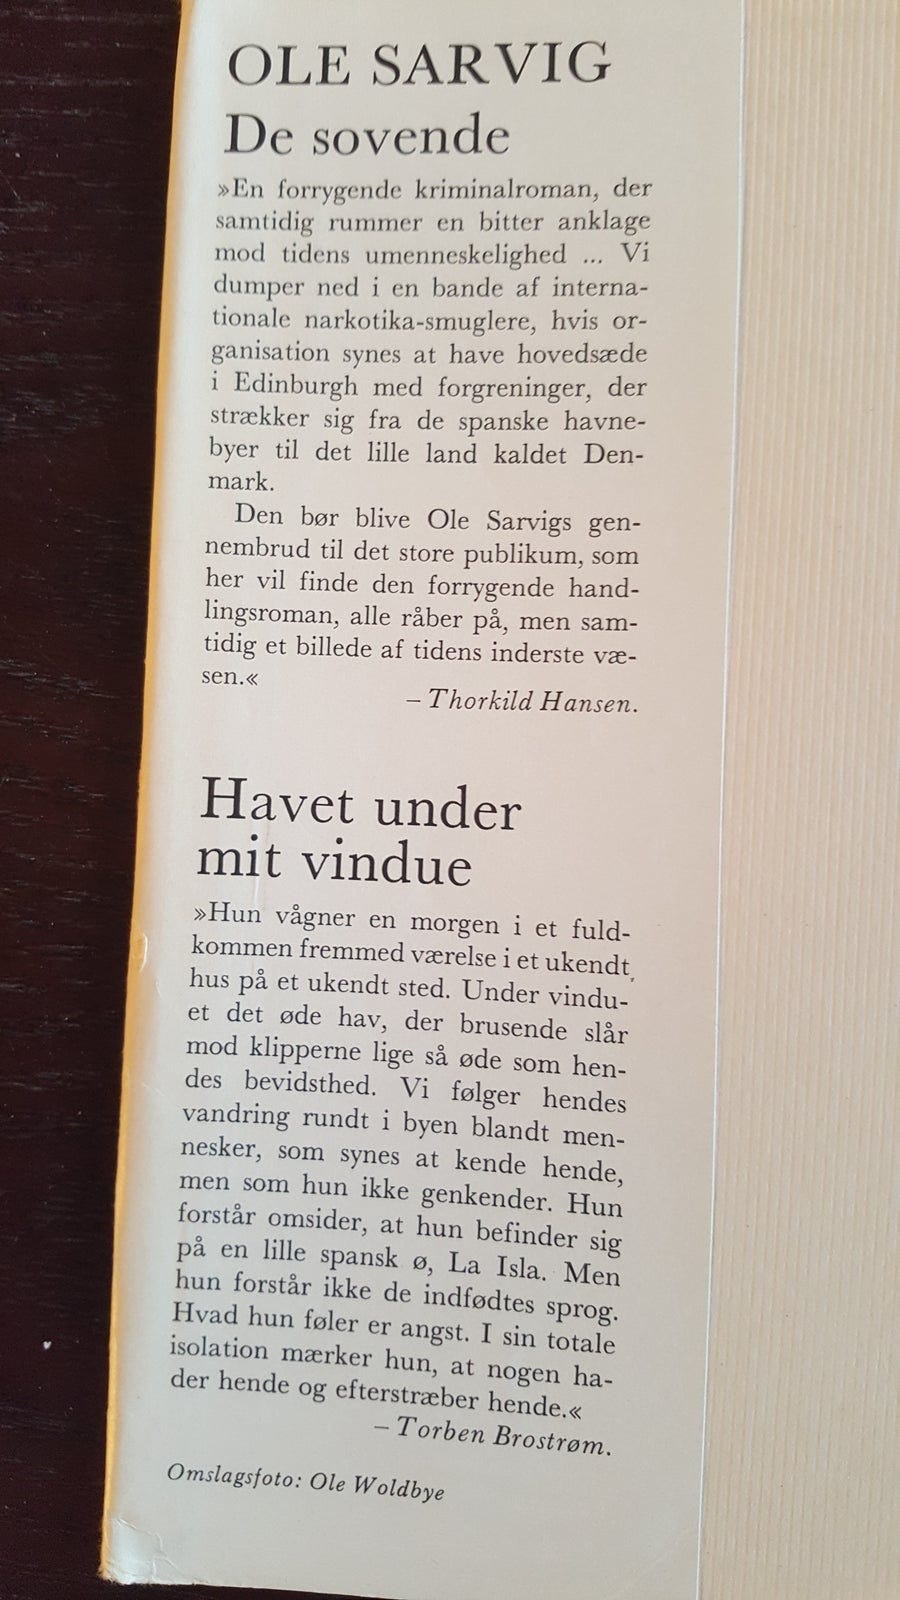 OLE SARVIG
De sovende
»En forrygende kriminalroman, der
samtidig rummer en bitter anklage
mod tidens umenneskelighed ... Vi
dumper ned i en bande af interna-
tionale narkotika-smuglere, hvis or-
ganisation synes at have hovedsæde
i Edinburgh med forgreninger, der
strækker sig fra de spanske havne-
byer til det lille land kaldet Den-
mark.
Den bør blive Ole Sarvigs gen-
nembrud til det store publikum, som
her vil finde den forrygende hand-
lingsroman, alle råber på, men sam-
tidig et billede af tidens inderste væ-
sen.«
– Thorkild Hansen.
Havet under
mit vindue
»Hun vågner en morgen i et fuld-
kommen fremmed værelse i et ukendt
hus på et ukendt sted. Under vindu-
et det øde hav, der brusende slår
mod klipperne lige så øde som hen-
des bevidsthed. Vi følger hendes
vandring rundt i byen blandt men-
nesker, som synes at kende hende,
men som hun ikke genkender. Hun
forstår omsider, at hun befinder sig
på en lille spansk ø, La Isla. Men
hun forstår ikke de indfødtes sprog.
Hvad hun føler er angst. I sin totale
isolation mærker hun, at nogen ha-
der hende og efterstræber hende.«
– Torben Brostrøm.
Omslagsfoto: Ole Woldbye